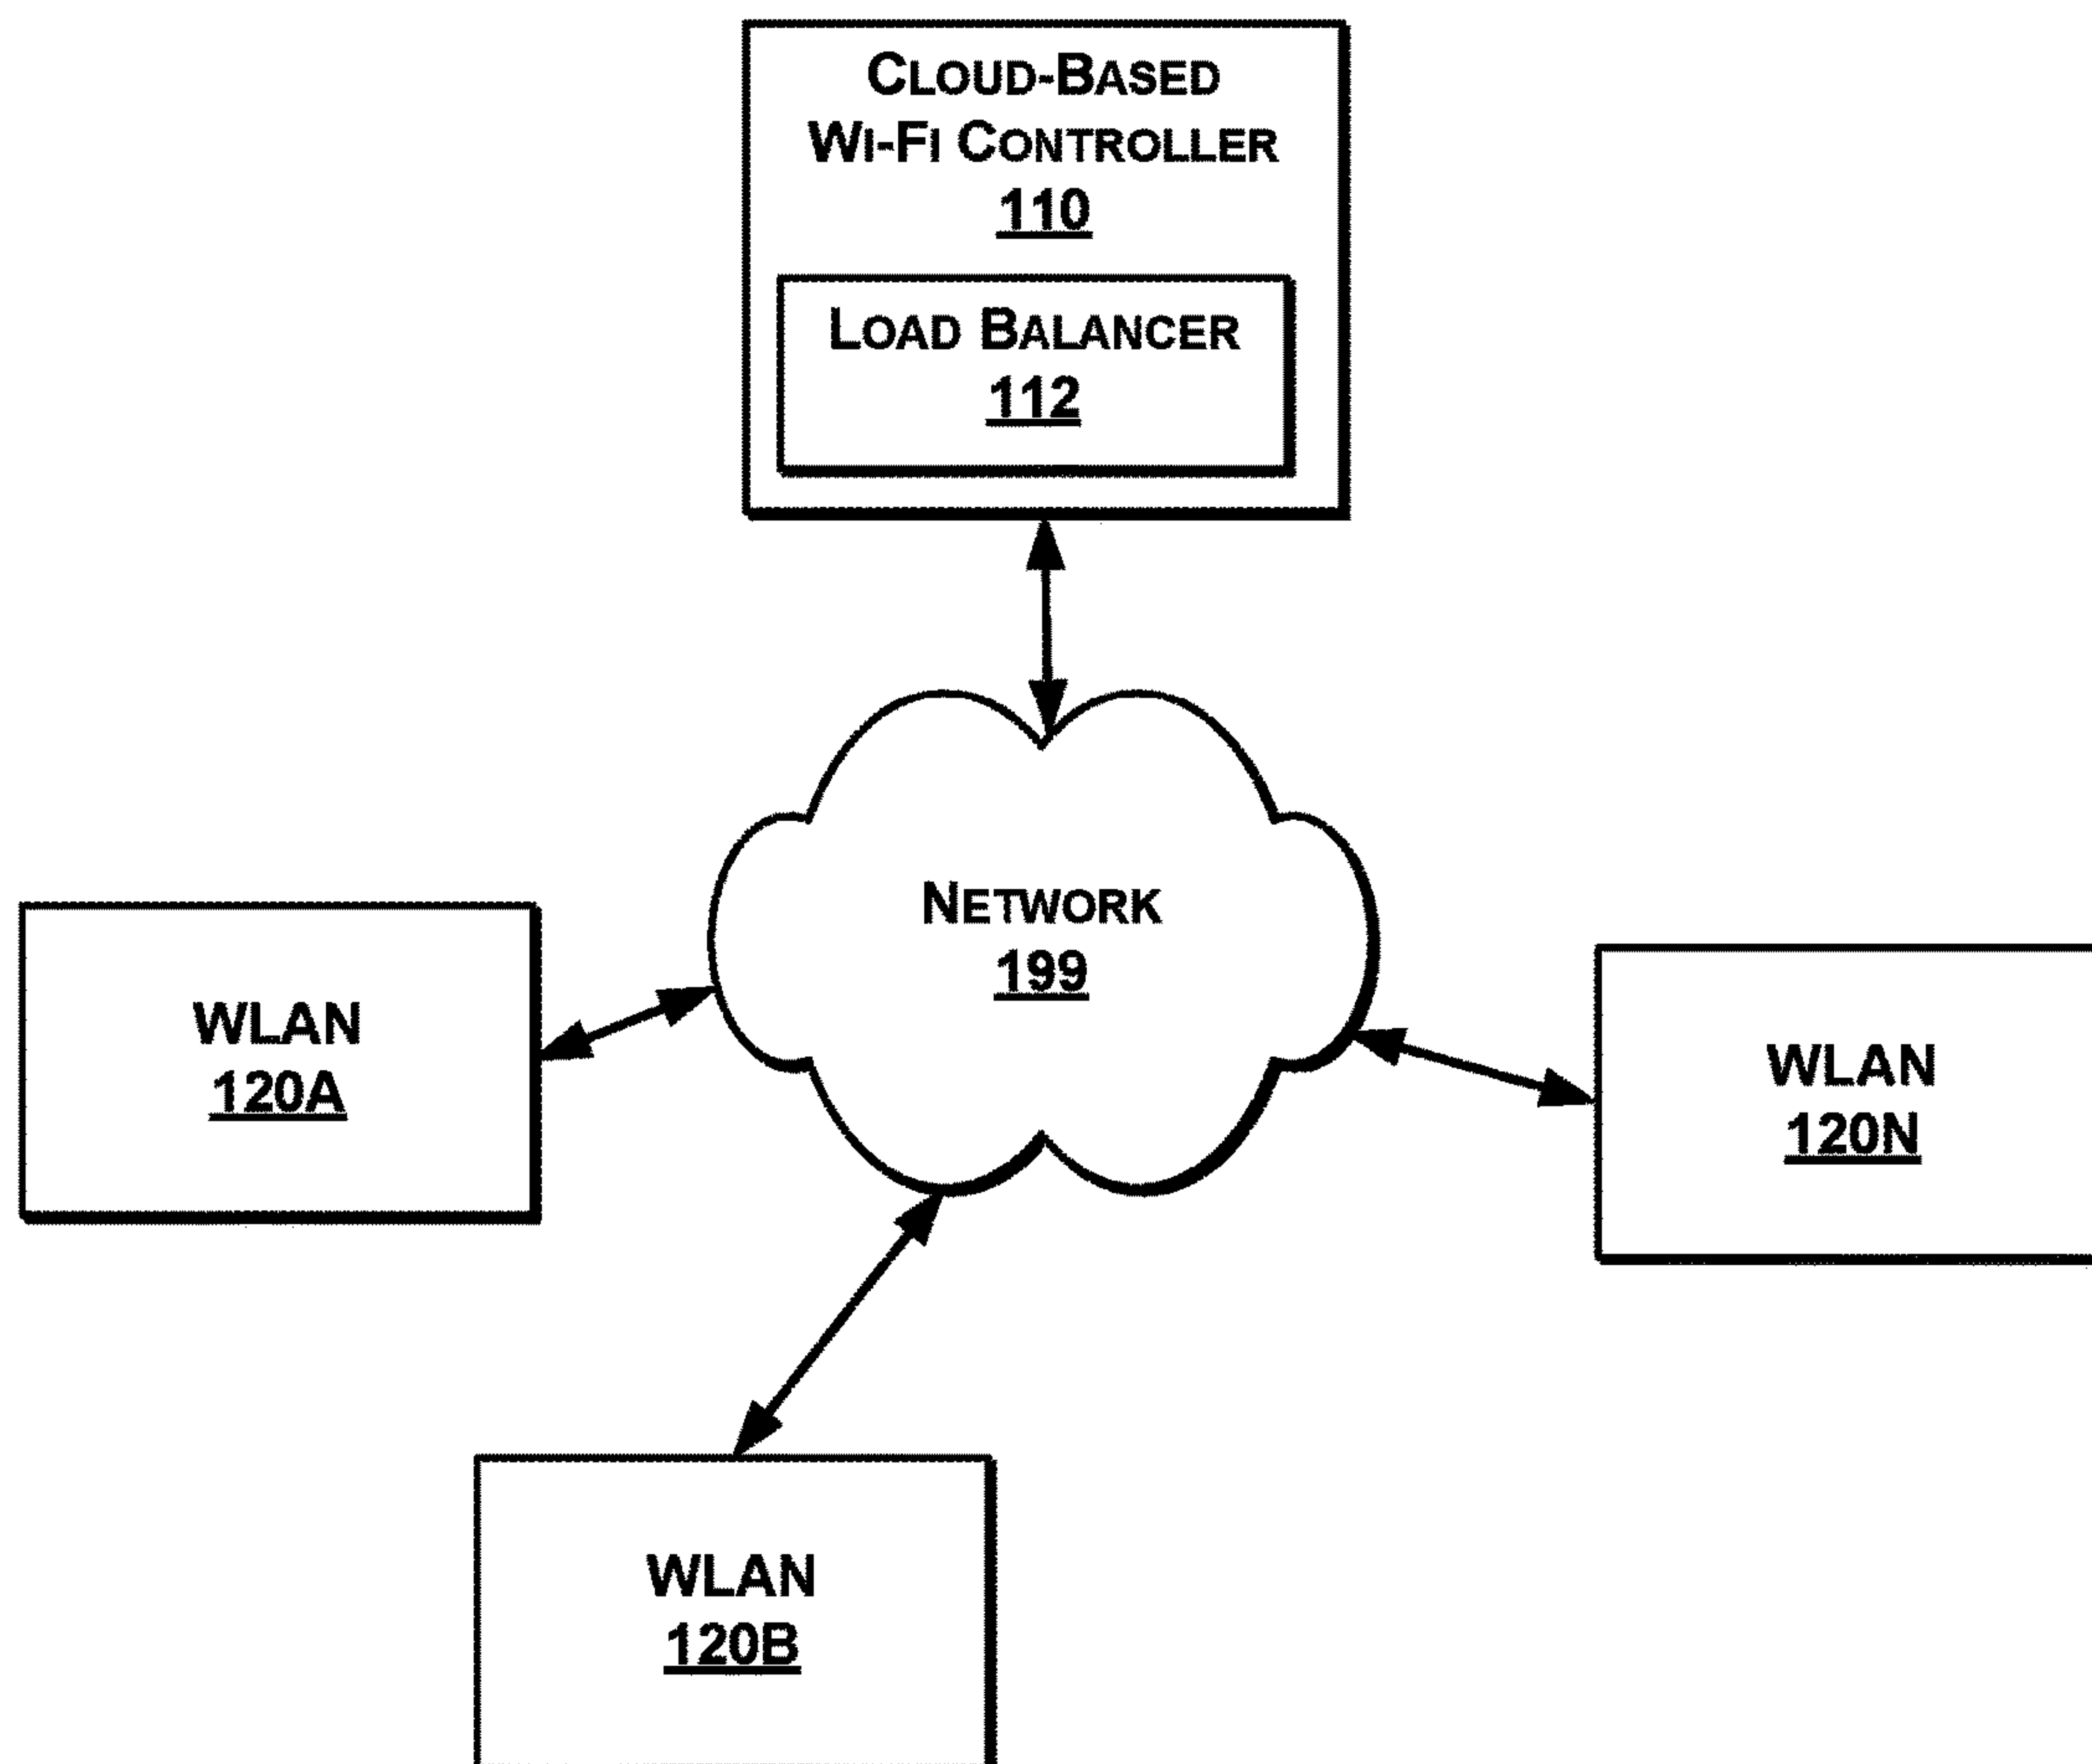 CLOUD-BASED
WI-FI CONTROLLER
110
LOAD BALANCER
112
NETWORK
199
WLAN
120A
WLAN
120N
WLAN
120B